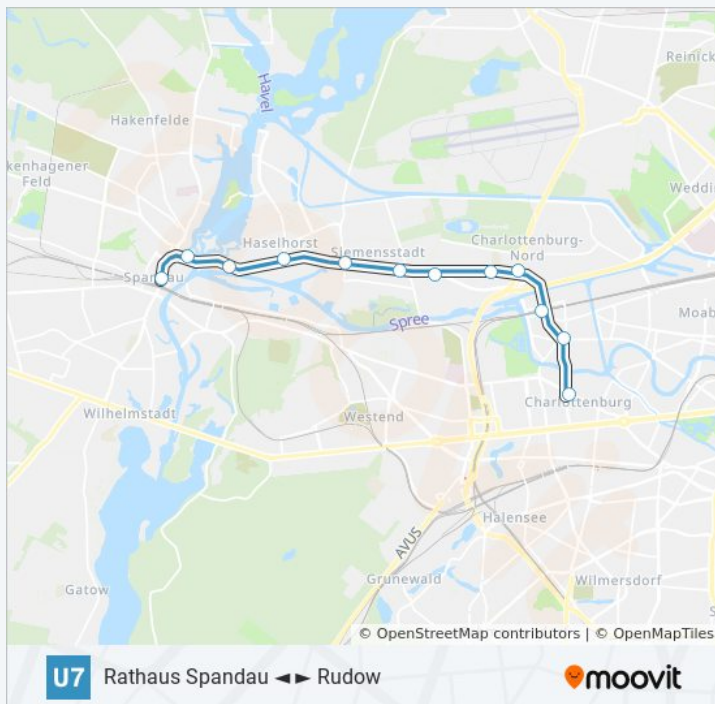 Reinick
Havel
Hakenfelde
kenhagener
Feld
Wedding
Haselhorst
Siemensstadt
Charlottenburg-
Nord
Spandau
Moab
Spree
Charlottenburg
Wilhelmstadt
Westend
Halensee
AVUS
Grunewald
Wilmersdorf
Gatow
S
© OpenStreetMap contributors | © OpenMapTiles
U7 Rathaus Spandau ◄► Rudow moovit